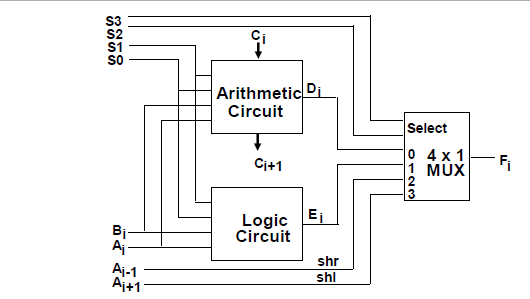 S3
S2
S1
S0
Ci
Arithmetic
Circuit
Di
Ci+1
Select
0 4 x 1
1 MUX
2
3
Fi
Logic
Circuit
Ei
Bi
Ai
Ai-1
shr
Ai+1
shl